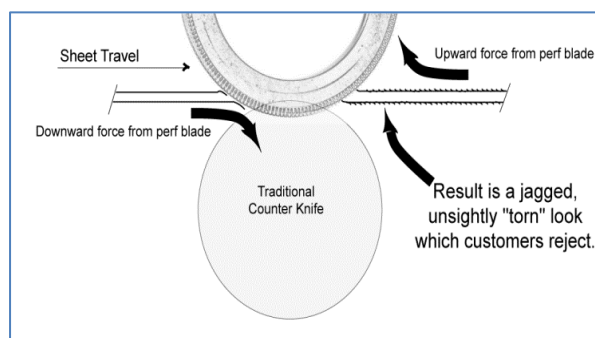 Sheet Travel
Upward force from perf blade
Downward force from perf blade
Traditional
Counter Knife
Result is a jagged,
unsightly "torn" look
which customers reject.